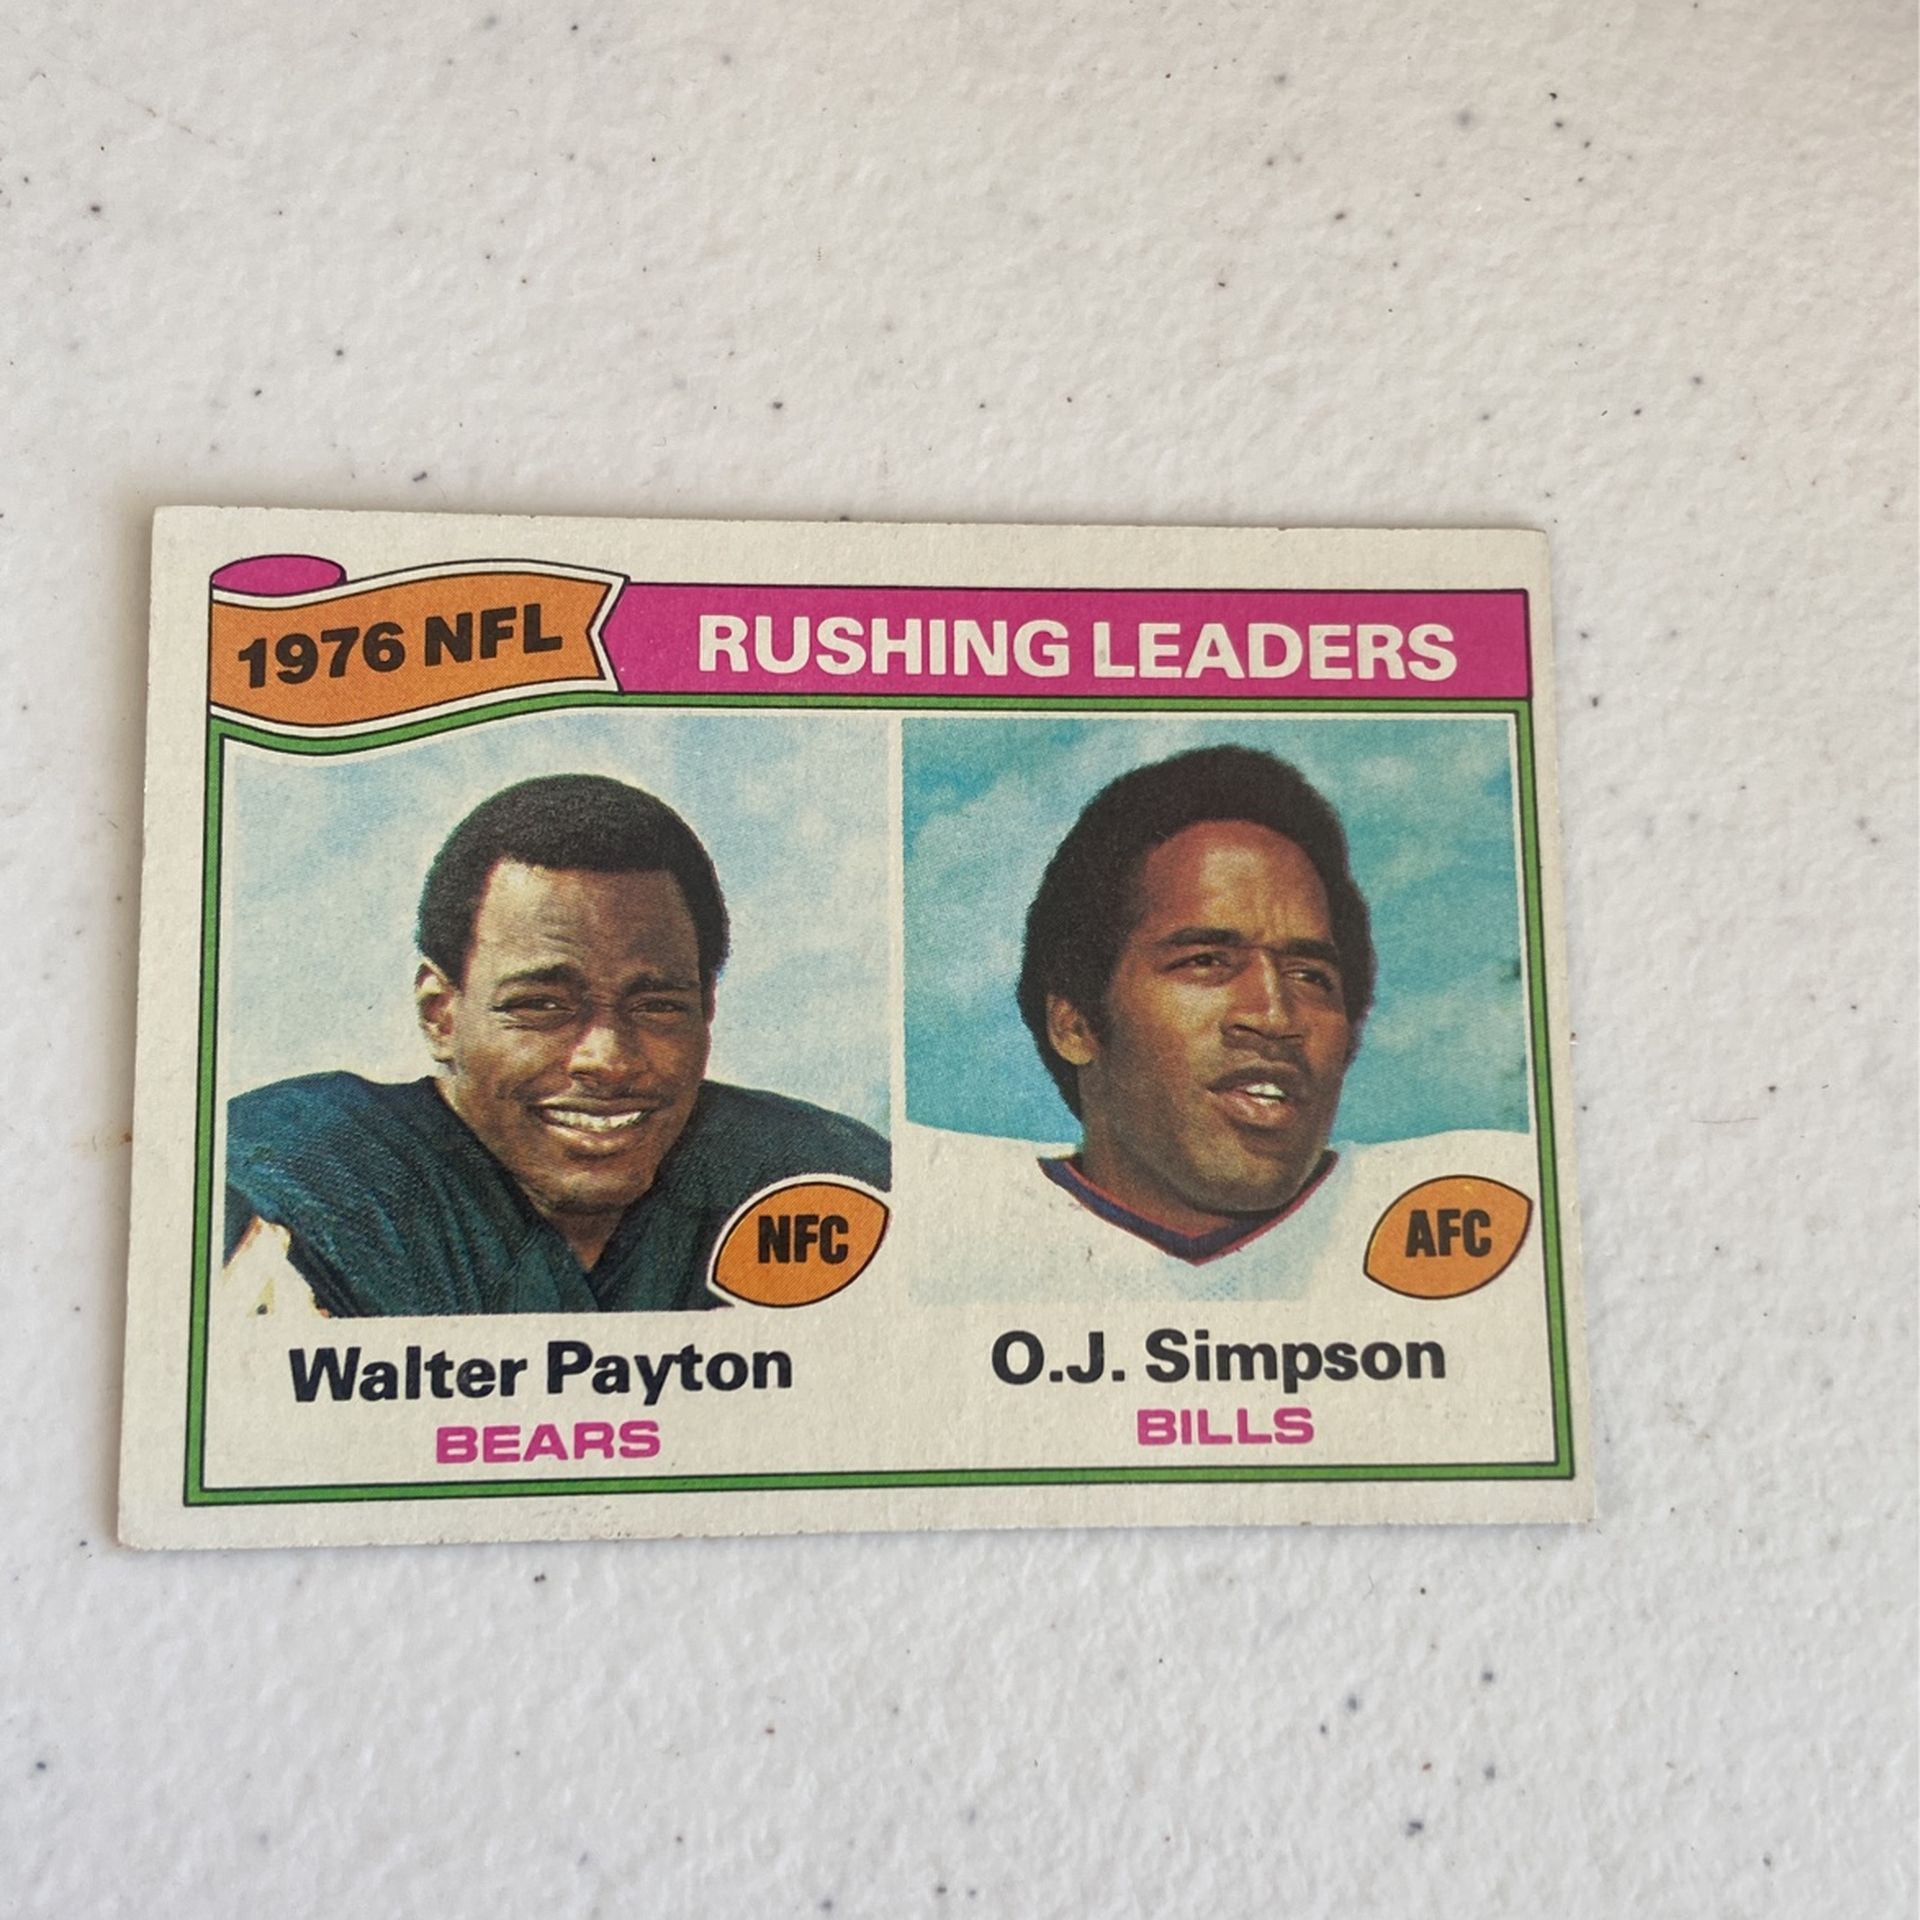 1976 NFL RUSHING LEADERS
NFC
AFC
Walter Payton
BEARS
O.J. Simpson
BILLS